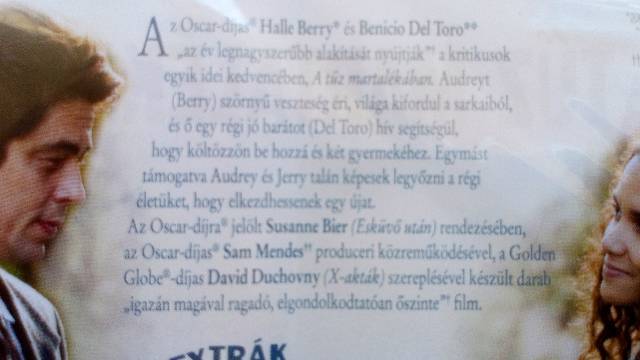 Az Oscar-díjas® Halle Berry* és Benicio Del Toro**
„az év legnagyszerűbb alakítását nyújtják”¹ a kritikusok
egyik idei kedvencében, A tűz martalékában. Audreyt
(Berry) szörnyű veszteség éri, világa kifordul a sarkaiból,
és ő egy régi jó barátot (Del Toro) hív segítségül,
hogy költözzön be hozzá és két gyermekéhez. Egymást
támogatva Audrey és Jerry talán képesek legyőzni a régi
életüket, hogy elkezdhessenek egy újat.
Az Oscar-díjra® jelölt Susanne Bier (Esküvő után) rendezésében,
az Oscar-díjas® Sam Mendes†† produceri közreműködésével, a Golden
Globe®-díjas David Duchovny (X-akták) szereplésével készült darab
„igazán magával ragadó, elgondolkodtatóan őszinte” film.
EXTRÁK